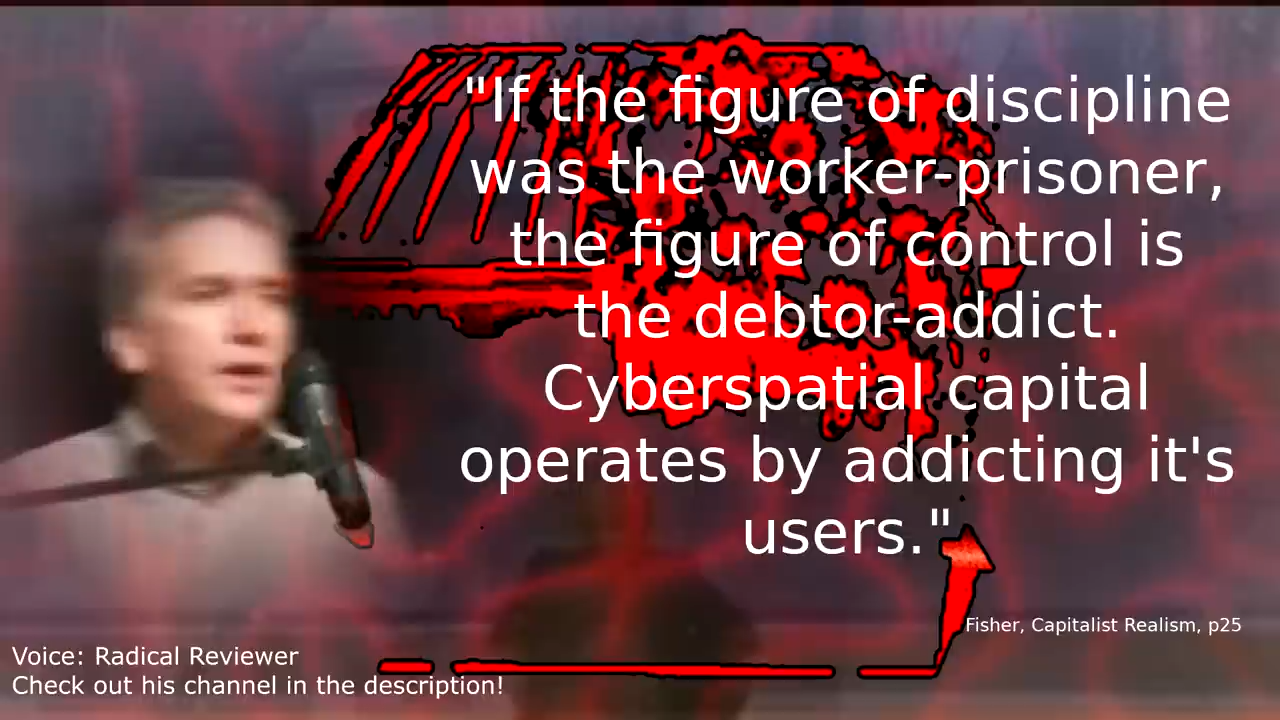 "If the figure of discipline
was the worker-prisoner,
the figure of control is
the debtor-addict.
Cyberspatial capital
operates by addicting it's
users."
Fisher, Capitalist Realism, p25
Voice: Radical Reviewer
Check out his channel in the description!